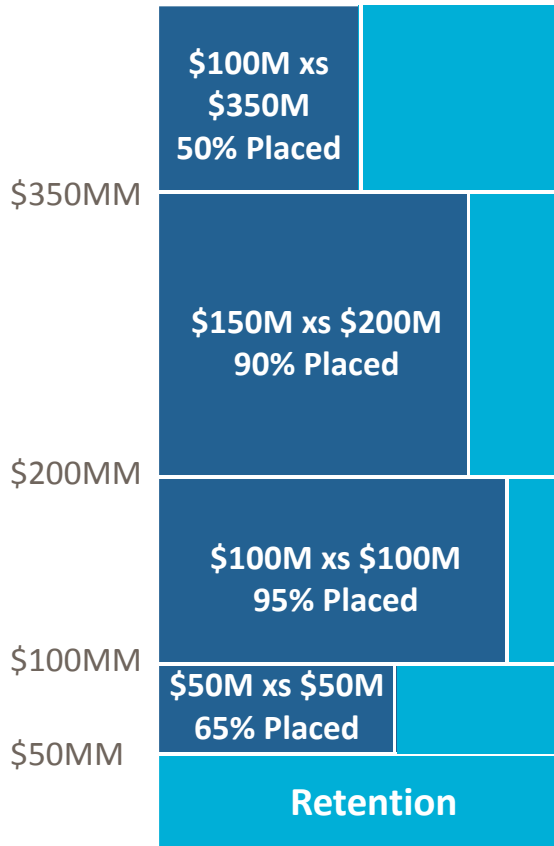 $100M xs
$350M
50% Placed
$350MM
$150M xs $200M
90% Placed
$200MM
$100M xs $100M
95% Placed
$100MM
$50M xs $50M
65% Placed
$50MM
Retention